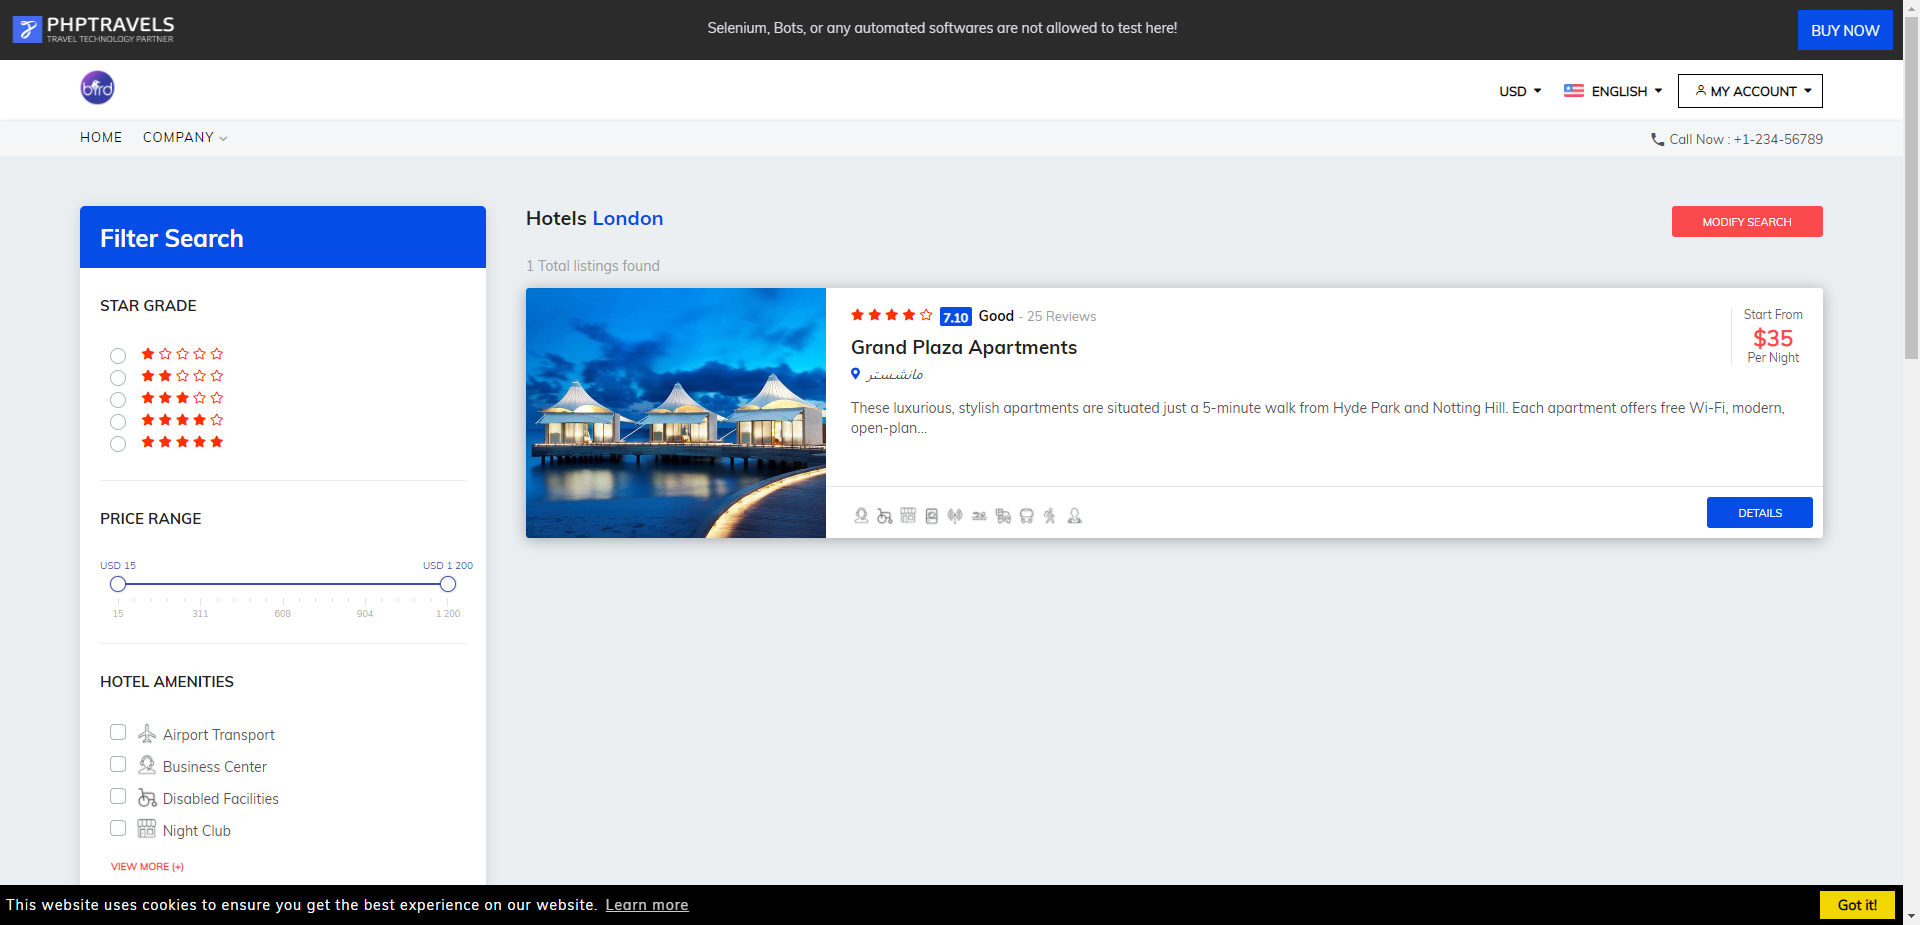 PHPTRAVELS
TRAVEL TECHNOLOGY PARTNER
Selenium, Bots, or any automated softwares are not allowed to test here!
BUY NOW
bird
USD
ENGLISH
MY ACCOUNT
HOME
COMPANY
Call Now : +1-234-56789
Filter Search
STAR GRADE
PRICE RANGE
USD 15
USD 1 200
15
311
608
904
1 200
HOTEL AMENITIES
Airport Transport
Business Center
Disabled Facilities
Night Club
VIEW MORE (+)
Hotels London
MODIFY SEARCH
1 Total listings found
7.10 Good - 25 Reviews
Grand Plaza Apartments
مانشستر
These luxurious, stylish apartments are situated just a 5-minute walk from Hyde Park and Notting Hill. Each apartment offers free Wi-Fi, modern,
open-plan...
Start From
$35
Per Night
DETAILS
This website uses cookies to ensure you get the best experience on our website. Learn more
Got it!